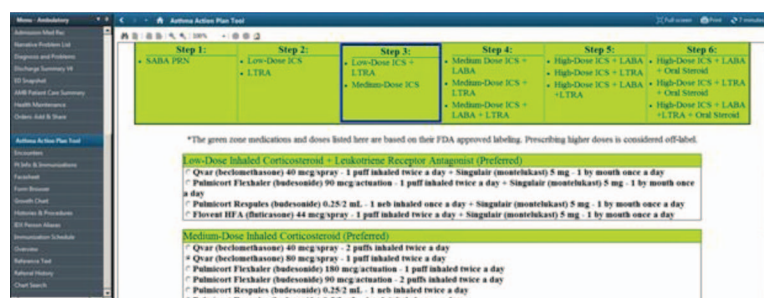 Menu - Ambulatory
Asthma Action Plan Tool
Full screen
Print
7 minutes
Admission Med Rec
Narrative Problem List
Diagnosis and Problems
Discharge Summary VII
ED Snapshot
AMB Patient Care Summary
Health Maintenance
Orders: Add & Share
Asthma Action Plan Tool
Encounters
Pt Info & Immunizations
Factsheet
Form Browser
Growth Chart
Histories & Procedures
IDX Person Aliases
Immunization Schedule
Overview
Reference Text
Referral History
Chart Search
Step 1:
• SABA PRN
Step 2:
• Low-Dose ICS
• LTRA
Step 3:
• Low-Dose ICS +
LTRA
• Medium-Dose ICS
Step 4:
• Medium Dose ICS +
LABA
• Medium-Dose ICS +
LTRA
• Medium-Dose ICS +
LABA + LTRA
Step 5:
• High-Dose ICS + LABA
• High-Dose ICS + LTRA
• High-Dose ICS + LABA
+LTRA
Step 6:
• High-Dose ICS + LABA
+ Oral Steroid
• High-Dose ICS + LTRA
+ Oral Steroid
• High-Dose ICS + LABA
+LTRA + Oral Steroid
*The green zone medications and doses listed here are based on their FDA approved labeling. Prescribing higher doses is considered off-label.
Low-Dose Inhaled Corticosteroid + Leukotriene Receptor Antagonist (Preferred)
Qvar (beclomethasone) 40 mcg/spray - 1 puff inhaled twice a day + Singulair (montelukast) 5 mg - 1 by mouth once a day
Pulmicort Flexhaler (budesonide) 90 mcg/actuation - 1 puff inhaled twice a day + Singulair (montelukast) 5 mg - 1 by mouth once
a day
Pulmicort Respules (budesonide) 0.25/2 mL - 1 neb inhaled once a day + Singulair (montelukast) 5 mg - 1 by mouth once a day
Flovent HFA (fluticasone) 44 mcg/spray - 1 puff inhaled twice a day + Singulair (montelukast) 5 mg - 1 by mouth once a day
Medium-Dose Inhaled Corticosteroid (Preferred)
Qvar (beclomethasone) 40 mcg/spray - 2 puffs inhaled twice a day
Qvar (beclomethasone) 80 mcg/spray - 1 puff inhaled twice a day
Pulmicort Flexhaler (budesonide) 180 mcg/actuation - 1 puff inhaled twice a day
Pulmicort Flexhaler (budesonide) 90 mcg/actuation - 2 puffs inhaled twice a day
Pulmicort Respules (budesonide) 0.25/2 mL - 1 neb inhaled twice a day